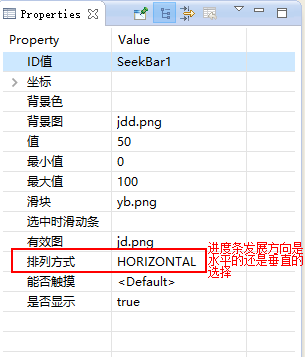 Properties
Property Value
ID值 SeekBar1
坐标
背景色
背景图 jdd.png
值 50
最小值 0
最大值 100
滑块 yb.png
选中时滑动条
有效图 jd.png
排列方式 HORIZONTAL
进度条发展方向是
水平的还是垂直的
选择
能否触摸 <Default>
是否显示 true